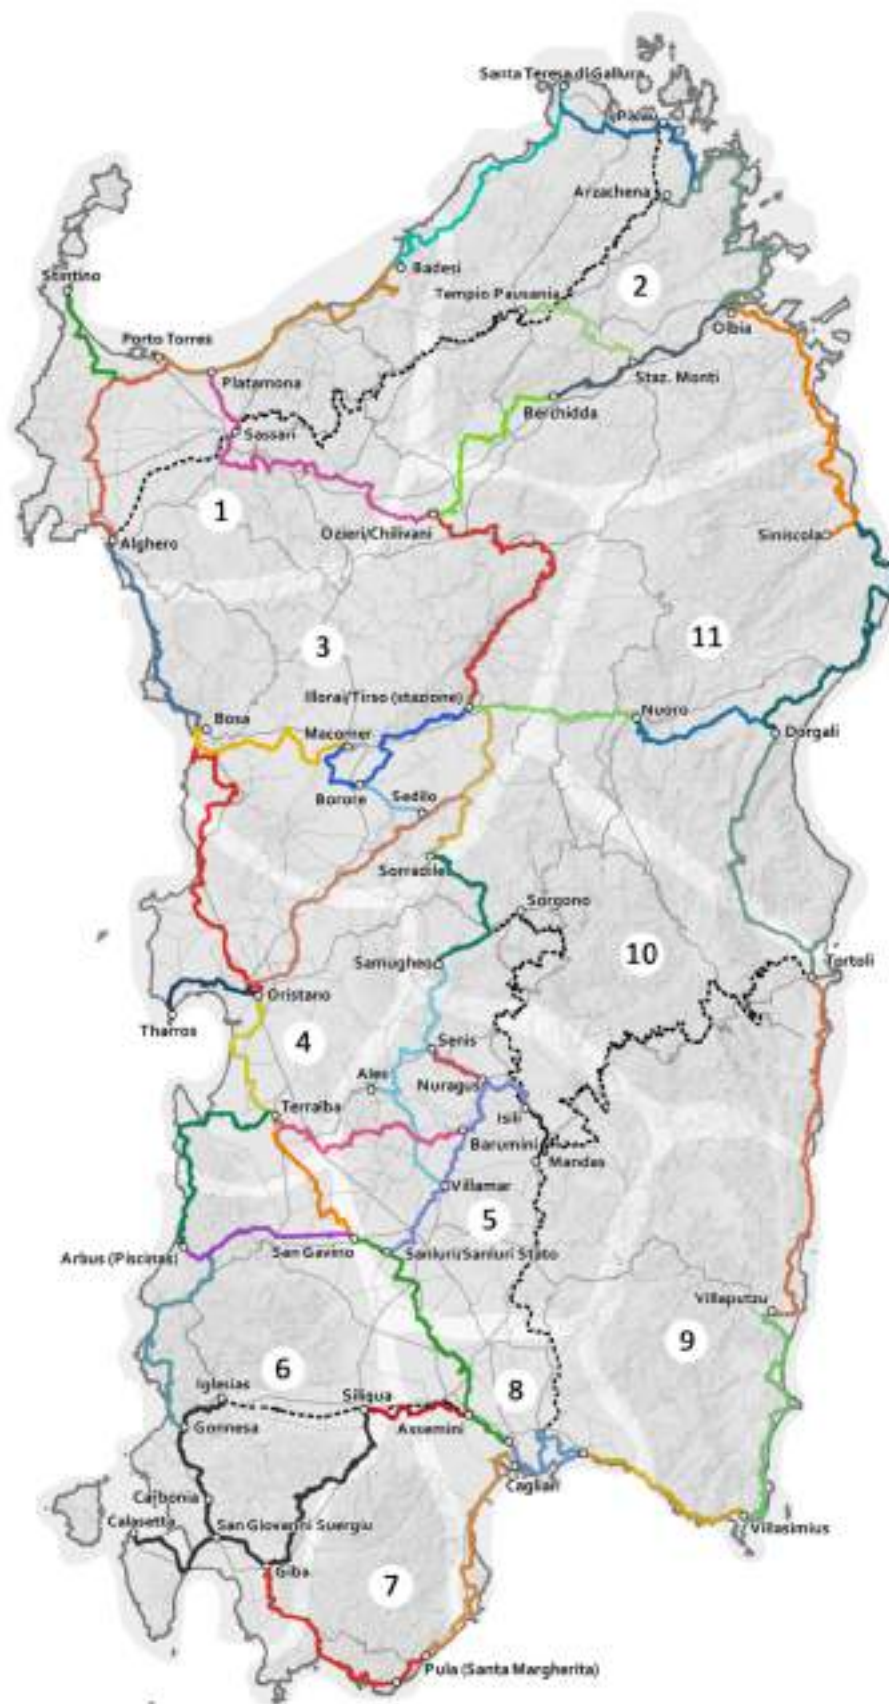 Santa Teresa di Gallura
Palau
Arzachena
Badesi
Stintino
2
Tempio Pausania
Olbia
Porto Torres
Platamona
Staz. Monti
Berchidda
Sassari
1
Alghero
Ozieri/Chilivani
Siniscola
3
11
Illorai/Tirso (stazione)
Nuoro
Bosa
Macomer
Dorgali
Borore
Sedilo
Sorradile
Sorgono
Samugheo
10
Tortolì
Oristano
Tharros
4
Senis
Ales
Nuragus
Isili
Terralba
Barumini
Mandas
Villamar
5
Arbus (Piscinas)
San Gavino
Sanluri/Sanluri Stato
Villaputzu
9
6
8
Iglesias
Siliqua
Gonnesa
Assemini
Cagliari
Carbonia
Calasetta
San Giovanni Suergiu
Villasimius
Giba
7
Pula (Santa Margherita)